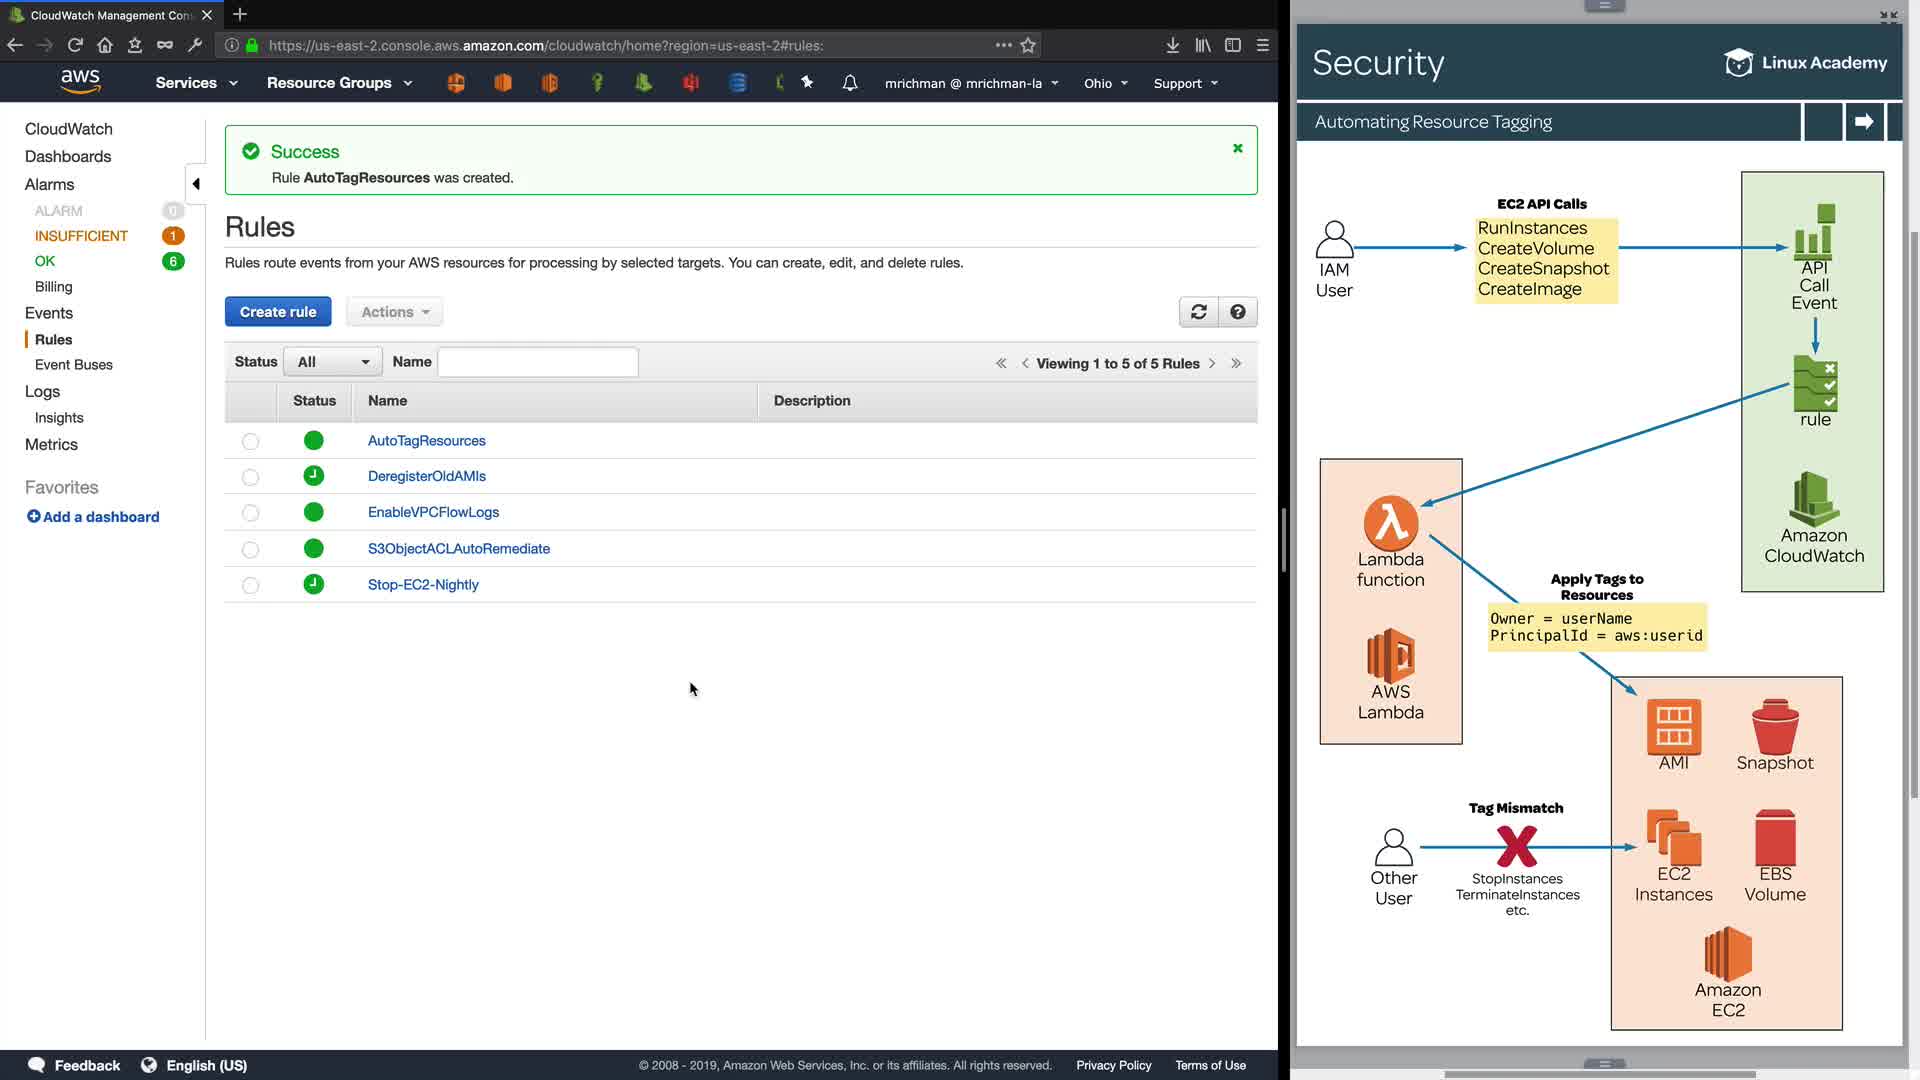 CloudWatch Management Con
https://us-east-2.console.aws.amazon.com/cloudwatch/home?region=us-east-2#rules:
aws
Services
Resource Groups
mrichman @ mrichman-la
Ohio
Support
CloudWatch
Dashboards
Alarms
ALARM 0
INSUFFICIENT 1
OK 6
Billing
Events
Rules
Event Buses
Logs
Insights
Metrics
Favorites
Add a dashboard
Success
Rule AutoTagResources was created.
Rules
Rules route events from your AWS resources for processing by selected targets. You can create, edit, and delete rules.
Create rule
Actions
Status All Name
Viewing 1 to 5 of 5 Rules
Status Name Description
AutoTagResources
DeregisterOldAMIs
EnableVPCFlowLogs
S3ObjectACLAutoRemediate
Stop-EC2-Nightly
Feedback
English (US)
© 2008 - 2019, Amazon Web Services, Inc. or its affiliates. All rights reserved.
Privacy Policy
Terms of Use
Security
Linux Academy
Automating Resource Tagging
IAM
User
EC2 API Calls
RunInstances
CreateVolume
CreateSnapshot
CreateImage
API
Call
Event
rule
Amazon
CloudWatch
Lambda
function
AWS
Lambda
Apply Tags to
Resources
Owner = userName
PrincipalId = aws:userid
AMI
Snapshot
Tag Mismatch
Other
User
StopInstances
TerminateInstances
etc.
EC2
Instances
EBS
Volume
Amazon
EC2